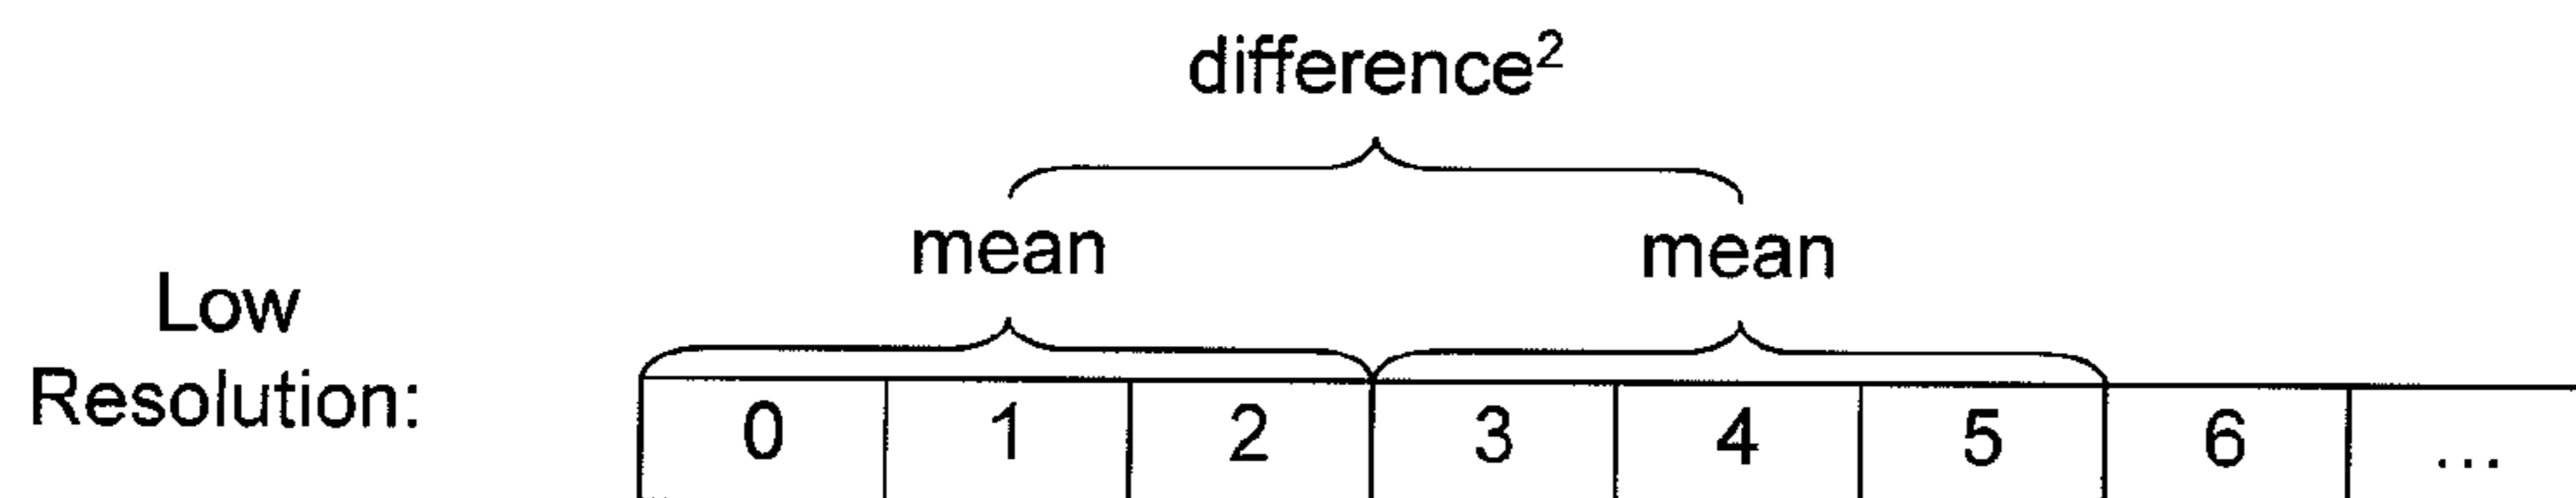 difference²
mean mean
Low
Resolution:
0 1 2 3 4 5 6 ...